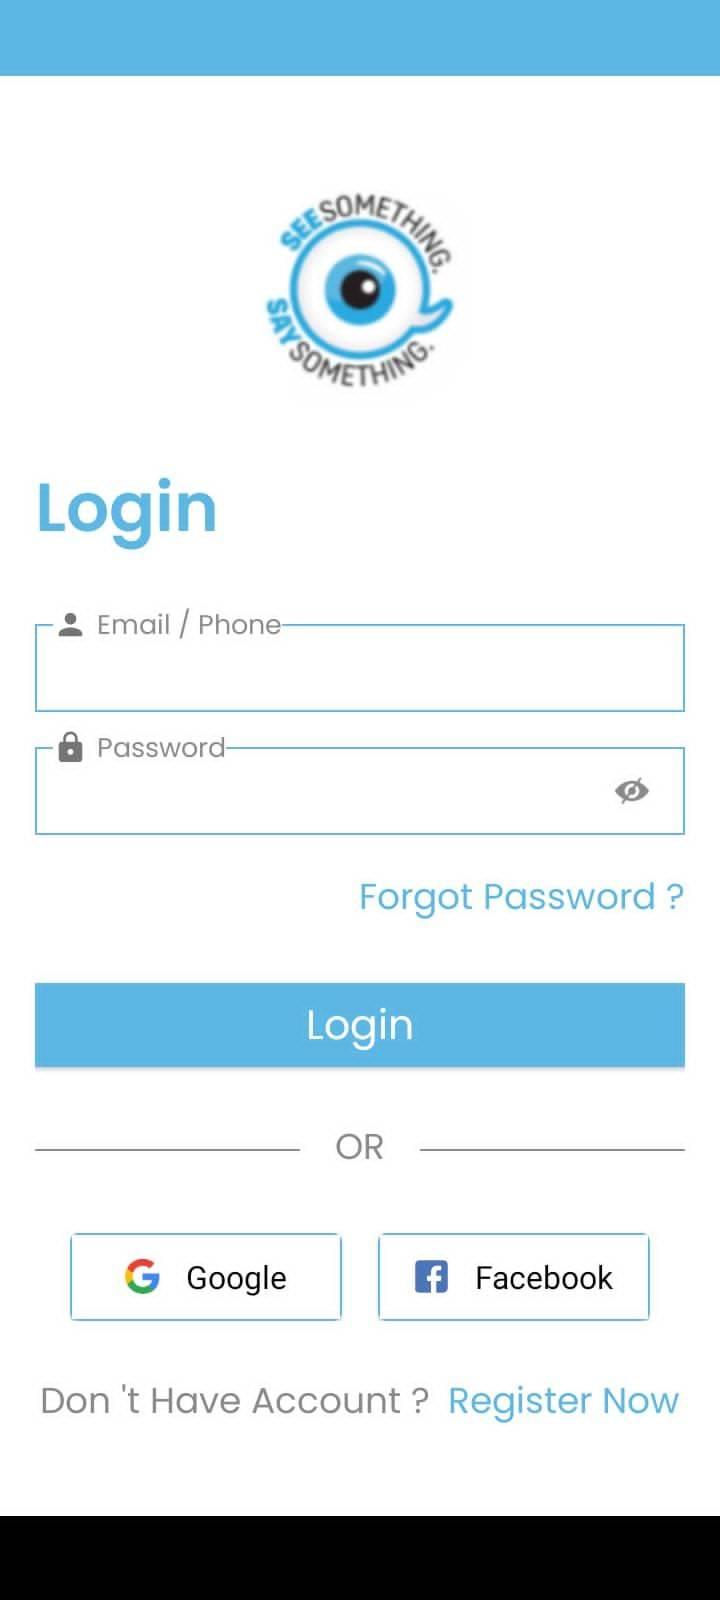 SEE SOMETHING.
SAY SOMETHING.
Login
Email / Phone
Password
Forgot Password ?
Login
OR
Google
Facebook
Don 't Have Account ? Register Now